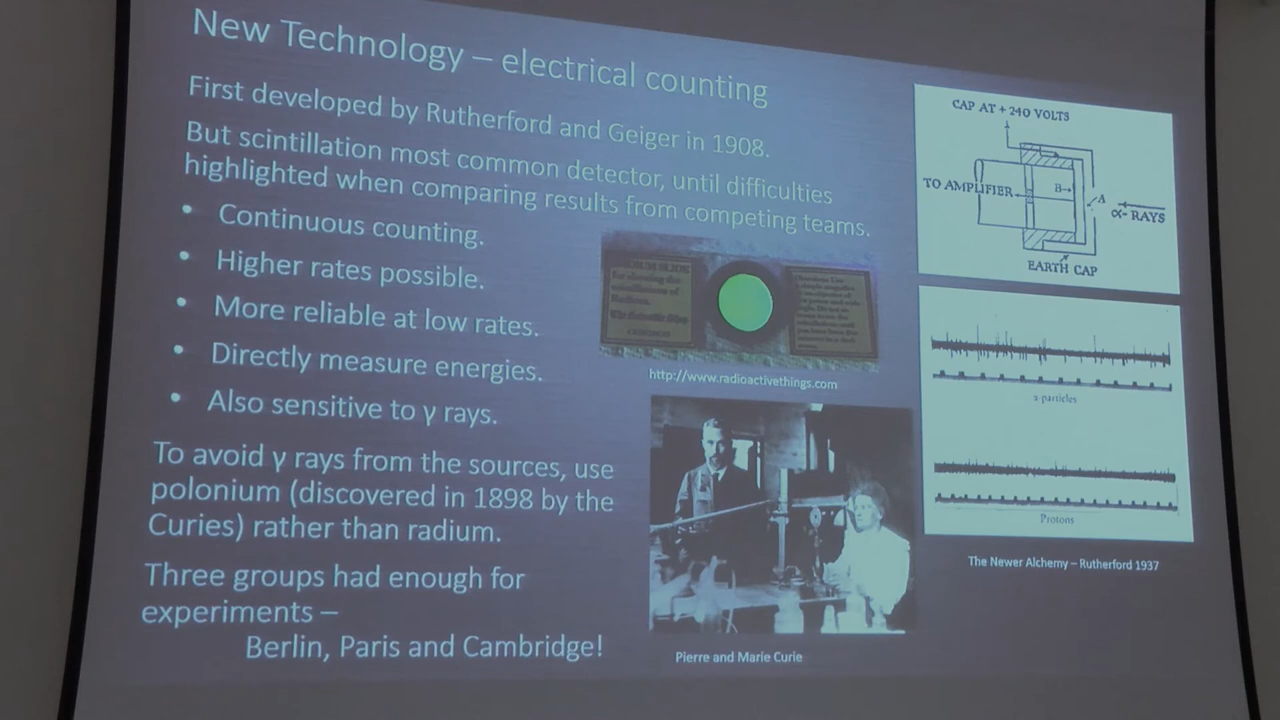 New Technology – electrical counting
First developed by Rutherford and Geiger in 1908.
But scintillation most common detector, until difficulties
highlighted when comparing results from competing teams.
• Continuous counting.
• Higher rates possible.
• More reliable at low rates.
• Directly measure energies.
• Also sensitive to γ rays.
To avoid γ rays from the sources, use
polonium (discovered in 1898 by the
Curies) rather than radium.
Three groups had enough for
experiments –
Berlin, Paris and Cambridge!
http://www.radioactivethings.com
Pierre and Marie Curie
CAP AT + 240 VOLTS
TO AMPLIFIER
B
A
α- RAYS
EARTH CAP
α-particles
Protons
The Newer Alchemy – Rutherford 1937